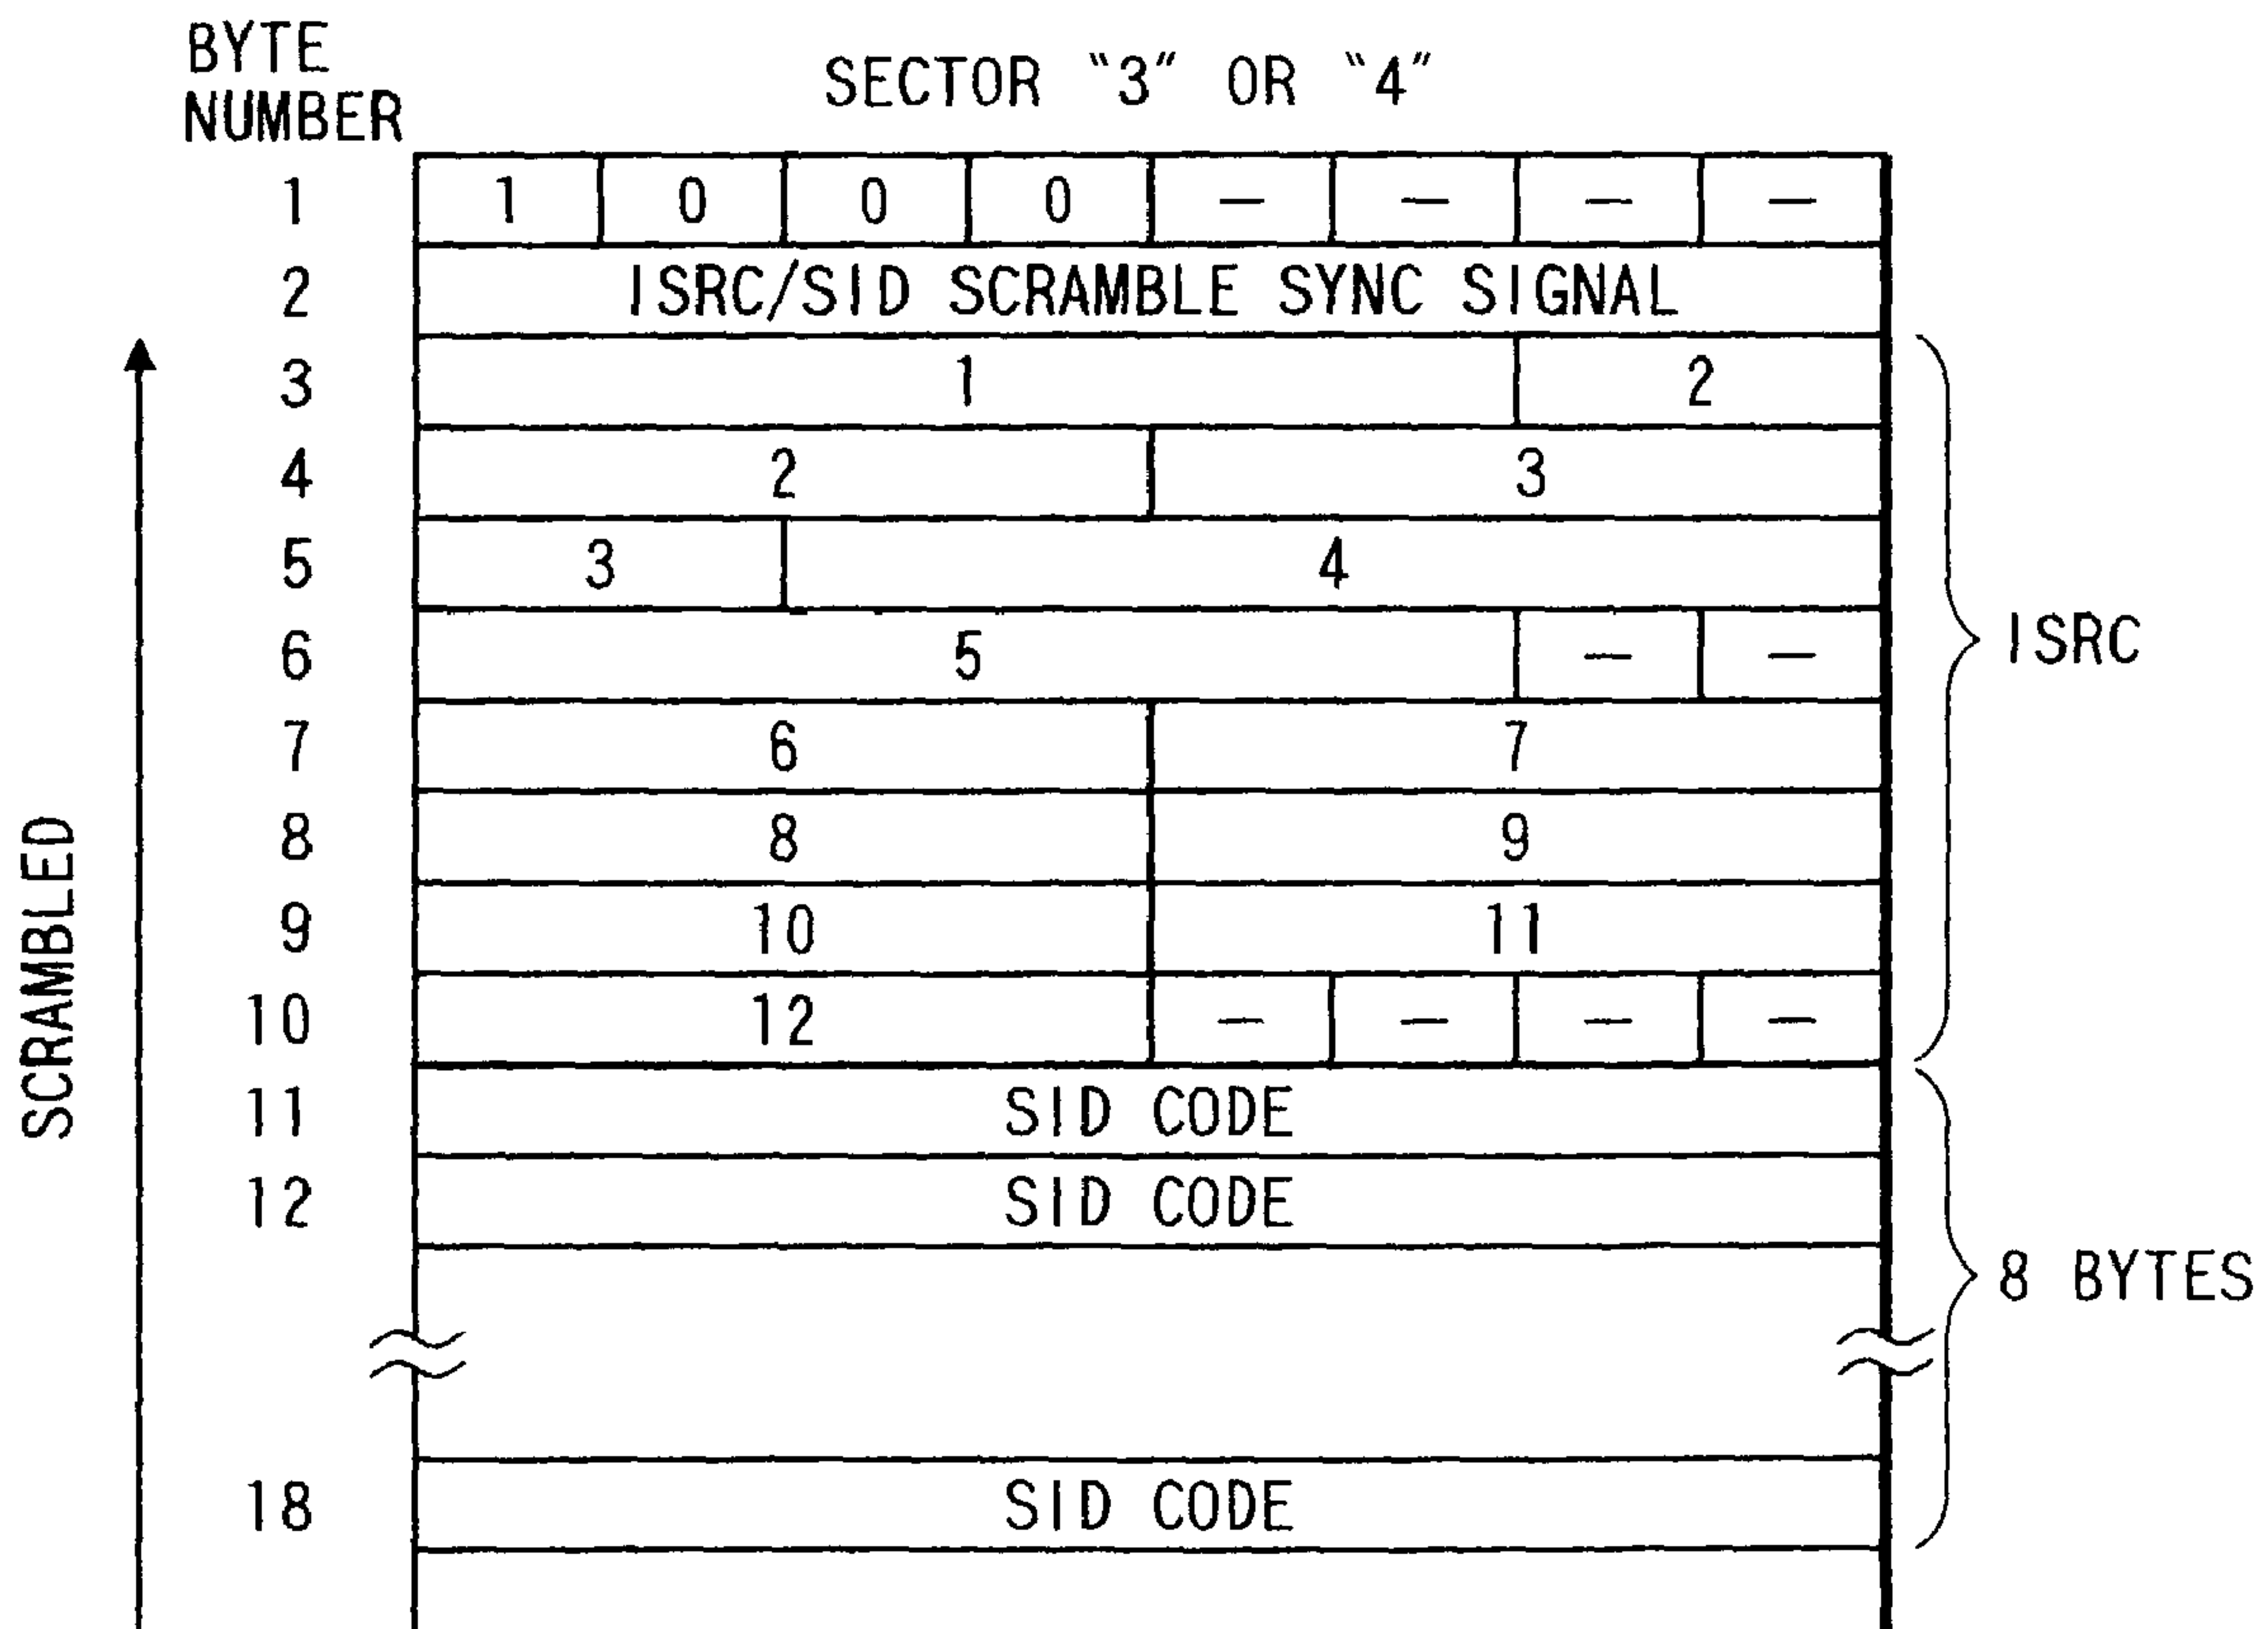 BYTE
NUMBER
SECTOR "3" OR "4"
1 1 0 0 0 — — — —
2 ISRC/SID SCRAMBLE SYNC SIGNAL
3 1 2
4 2 3
5 3 4
6 5 — —
7 6 7
8 8 9
9 10 11
10 12 — — — —
11 SID CODE
12 SID CODE
18 SID CODE
SCRAMBLED
ISRC
8 BYTES